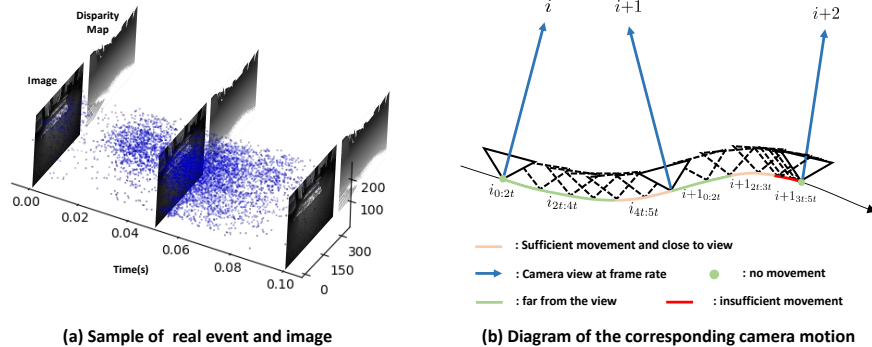 Disparity
Map
Image
0.00
0.02
0.04
0.06
0.08
0.10
Time(s)
200
100
300
150
0
(a) Sample of real event and image
i
i+1
i+2
i0:2t
i2t:4t
i4t:5t
i+10:2t
i+12t:3t
i+13t:5t
: Sufficient movement and close to view
: Camera view at frame rate
: no movement
: far from the view
: insufficient movement
(b) Diagram of the corresponding camera motion